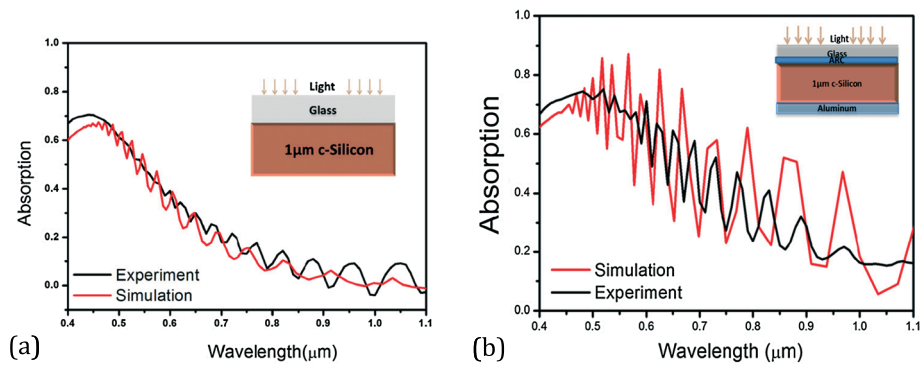 (a)
Absorption
1.0
0.8
0.6
0.4
0.2
0.0
Light
Glass
1μm c-Silicon
Experiment
Simulation
0.4 0.5 0.6 0.7 0.8 0.9 1.0 1.1
Wavelength(μm)
(b)
Absorption
1.0
0.8
0.6
0.4
0.2
0.0
Light
Glass
ARC
1μm c-Silicon
Aluminum
Simulation
Experiment
0.4 0.5 0.6 0.7 0.8 0.9 1.0 1.1
Wavelength (μm)